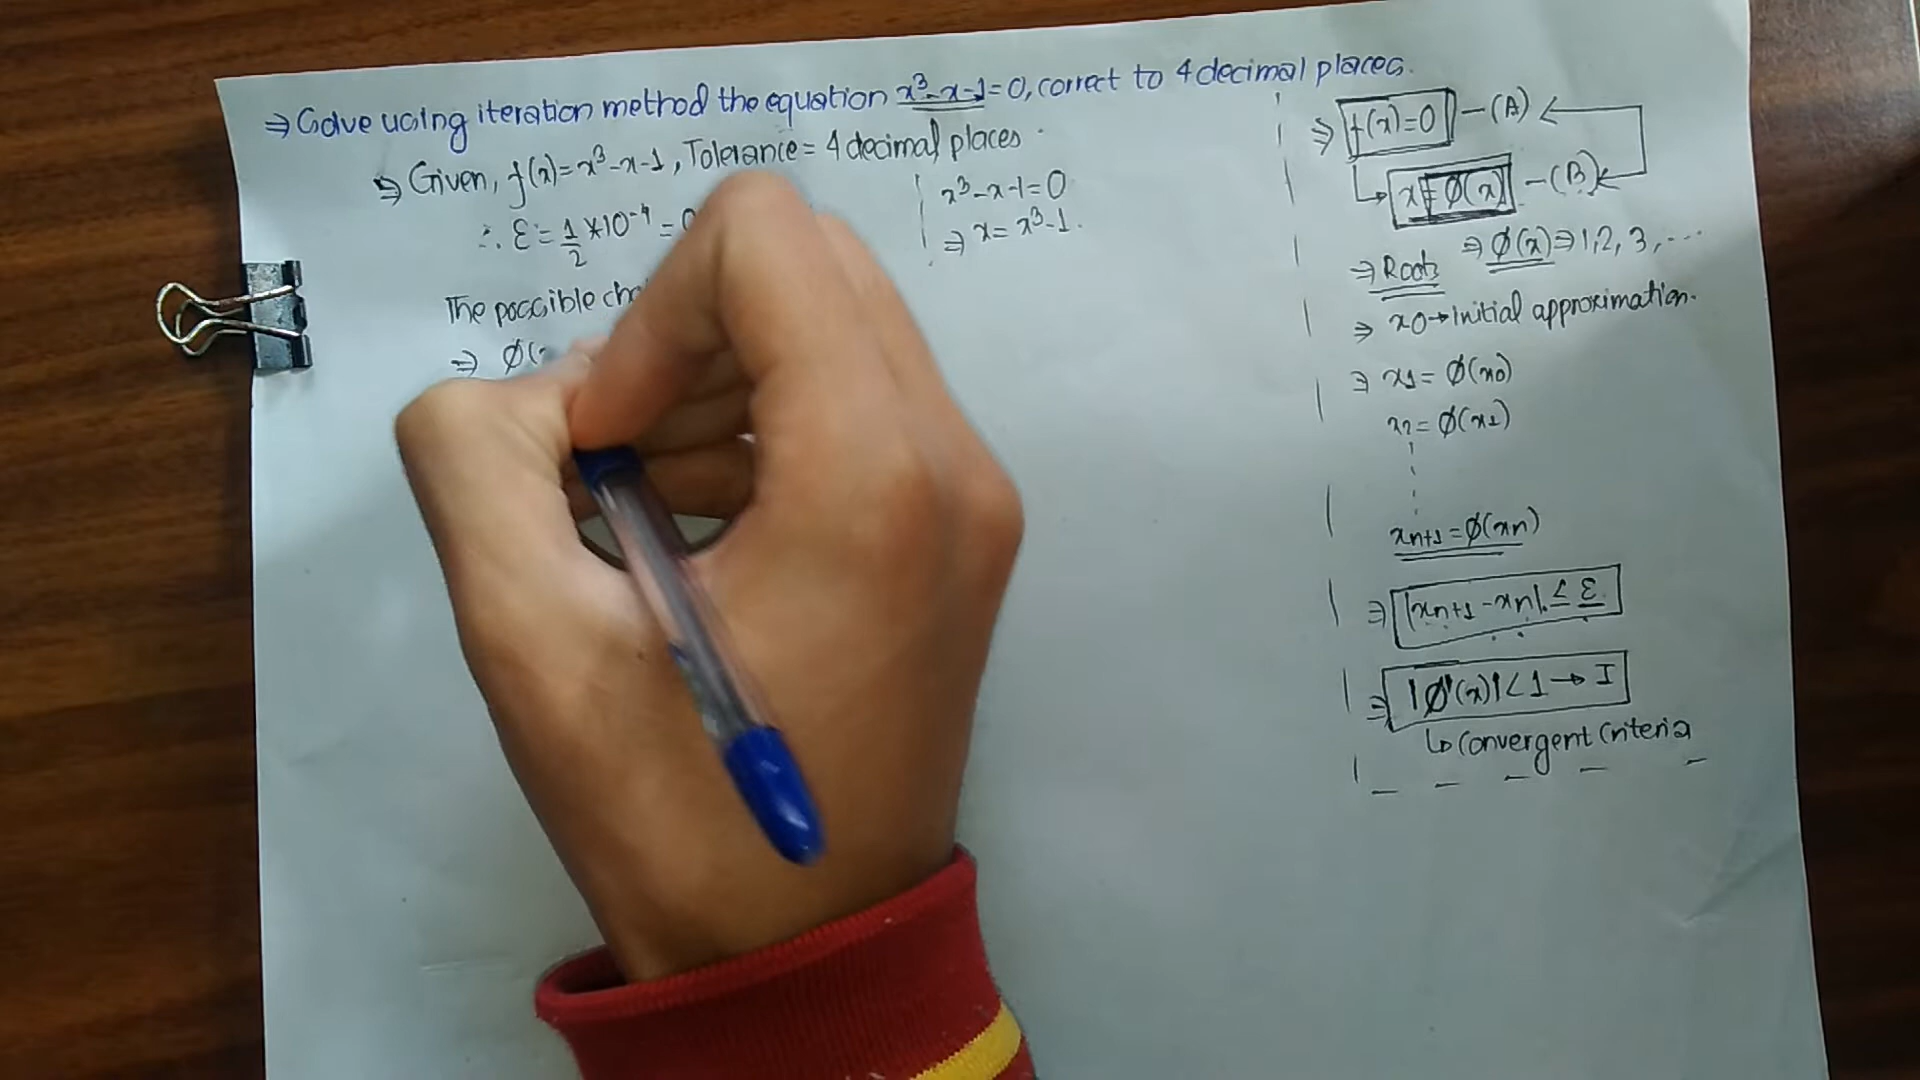 ⇒ Solve using iteration method the equation x³-x-1=0, correct to 4 decimal places.
⇒ Given, f(x)=x³-x-1, Tolerance = 4 decimal places.
∴ Ɛ = 1/2 *10⁻⁴ =
The possible
⇒ Ø(
x³-x-1=0
⇒ x= x³-1.
⇒ f(x)=0 -(A)
x=Ø(x) -(B)
⇒ Roots ⇒ Ø(x)⇒1,2,3,...
⇒ x0→Initial approximation.
⇒ x1= Ø(x0)
x2= Ø(x1)
xn+1=Ø(xn)
⇒ |xn+1-xn|.≤ Ɛ
⇒ |Ø'(x)|<1→I
↳ Convergent Criteria